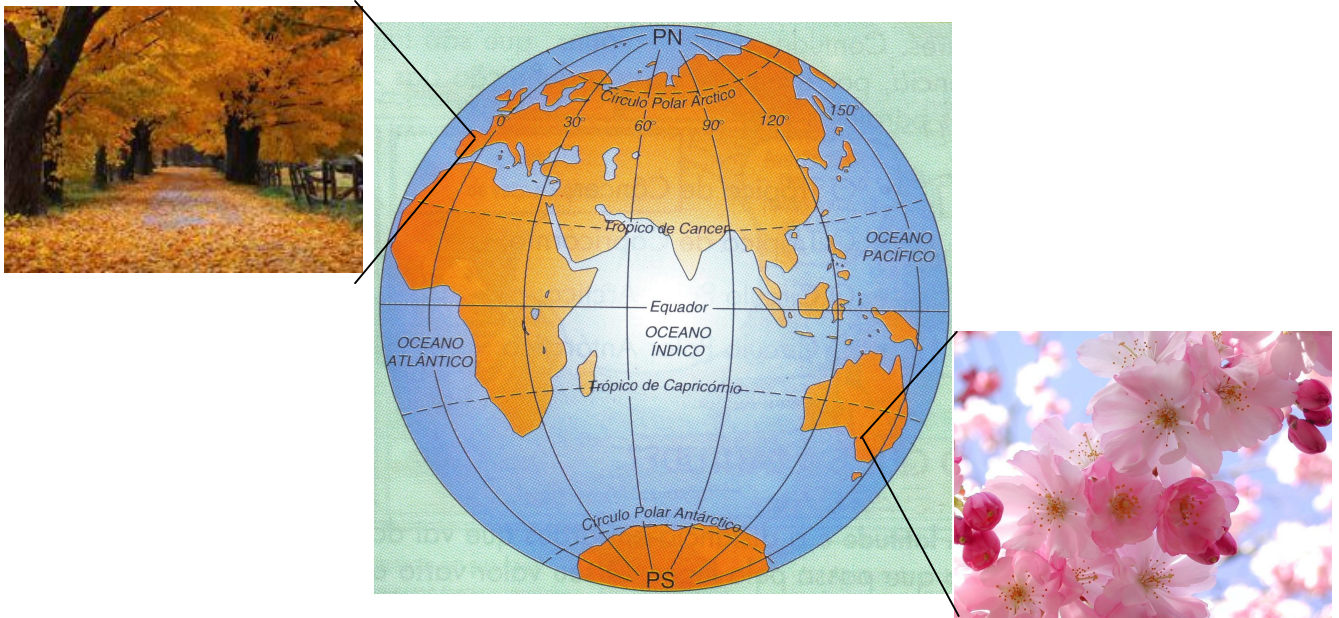 PN
Círculo Polar Árctico
0
30°
60°
90°
120°
150°
Trópico de Cancer
OCEANO
PACÍFICO
Equador
OCEANO
ÍNDICO
OCEANO
ATLÂNTICO
Trópico de Capricórnio
Círculo Polar Antárctico
PS